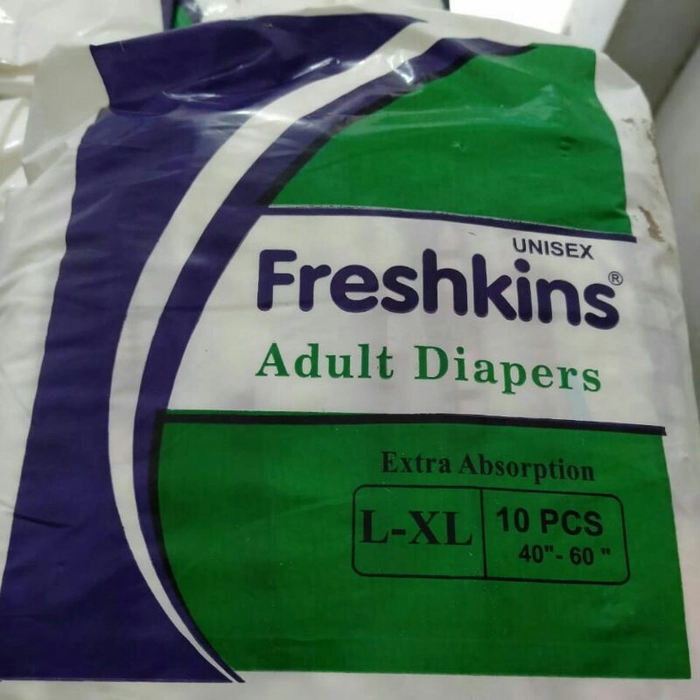 UNISEX
Freshkins®
Adult Diapers
Extra Absorption
L-XL
10 PCS
40"- 60 "